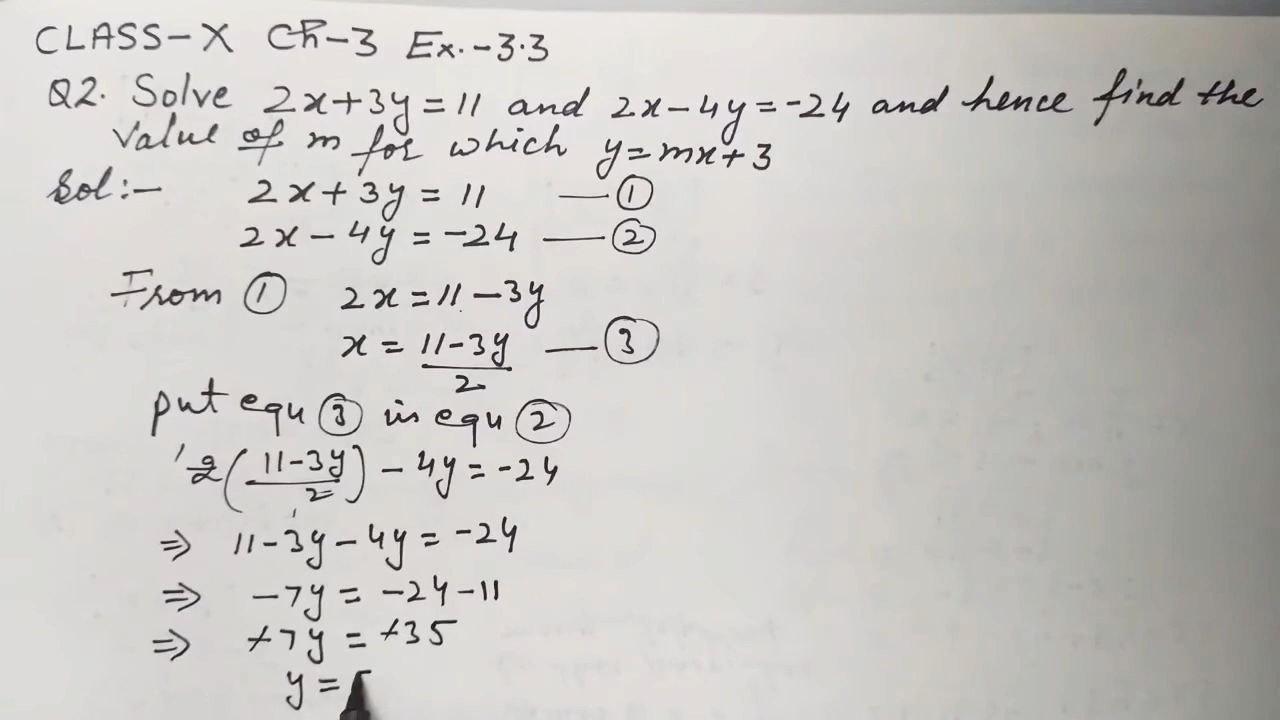 CLASS-X Ch-3 Ex.-3.3
Q2. Solve 2x+3y=11 and 2x-4y=-24 and hence find the
Value of m for which y=mx+3
Sol:- 2x+3y=11 —①
2x-4y=-24 —②
From ① 2x=11-3y
x=11-3y/2 —③
put equ ③ in equ ②
2(11-3y/2)-4y=-24
⇒ 11-3y-4y=-24
⇒ -7y=-24-11
⇒ +7y=+35
y=